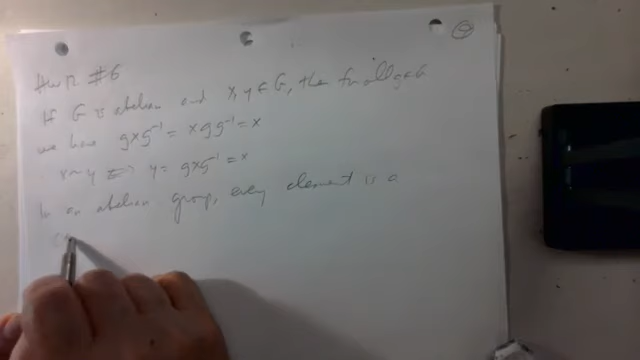 HWR #6
If G is abelian and x, y ∈ G, then for all g ∈ G
we have gxg⁻¹ = xgg⁻¹ = x
x ~ y ⟺ y = gxg⁻¹ = x
In an abelian group, every element is a